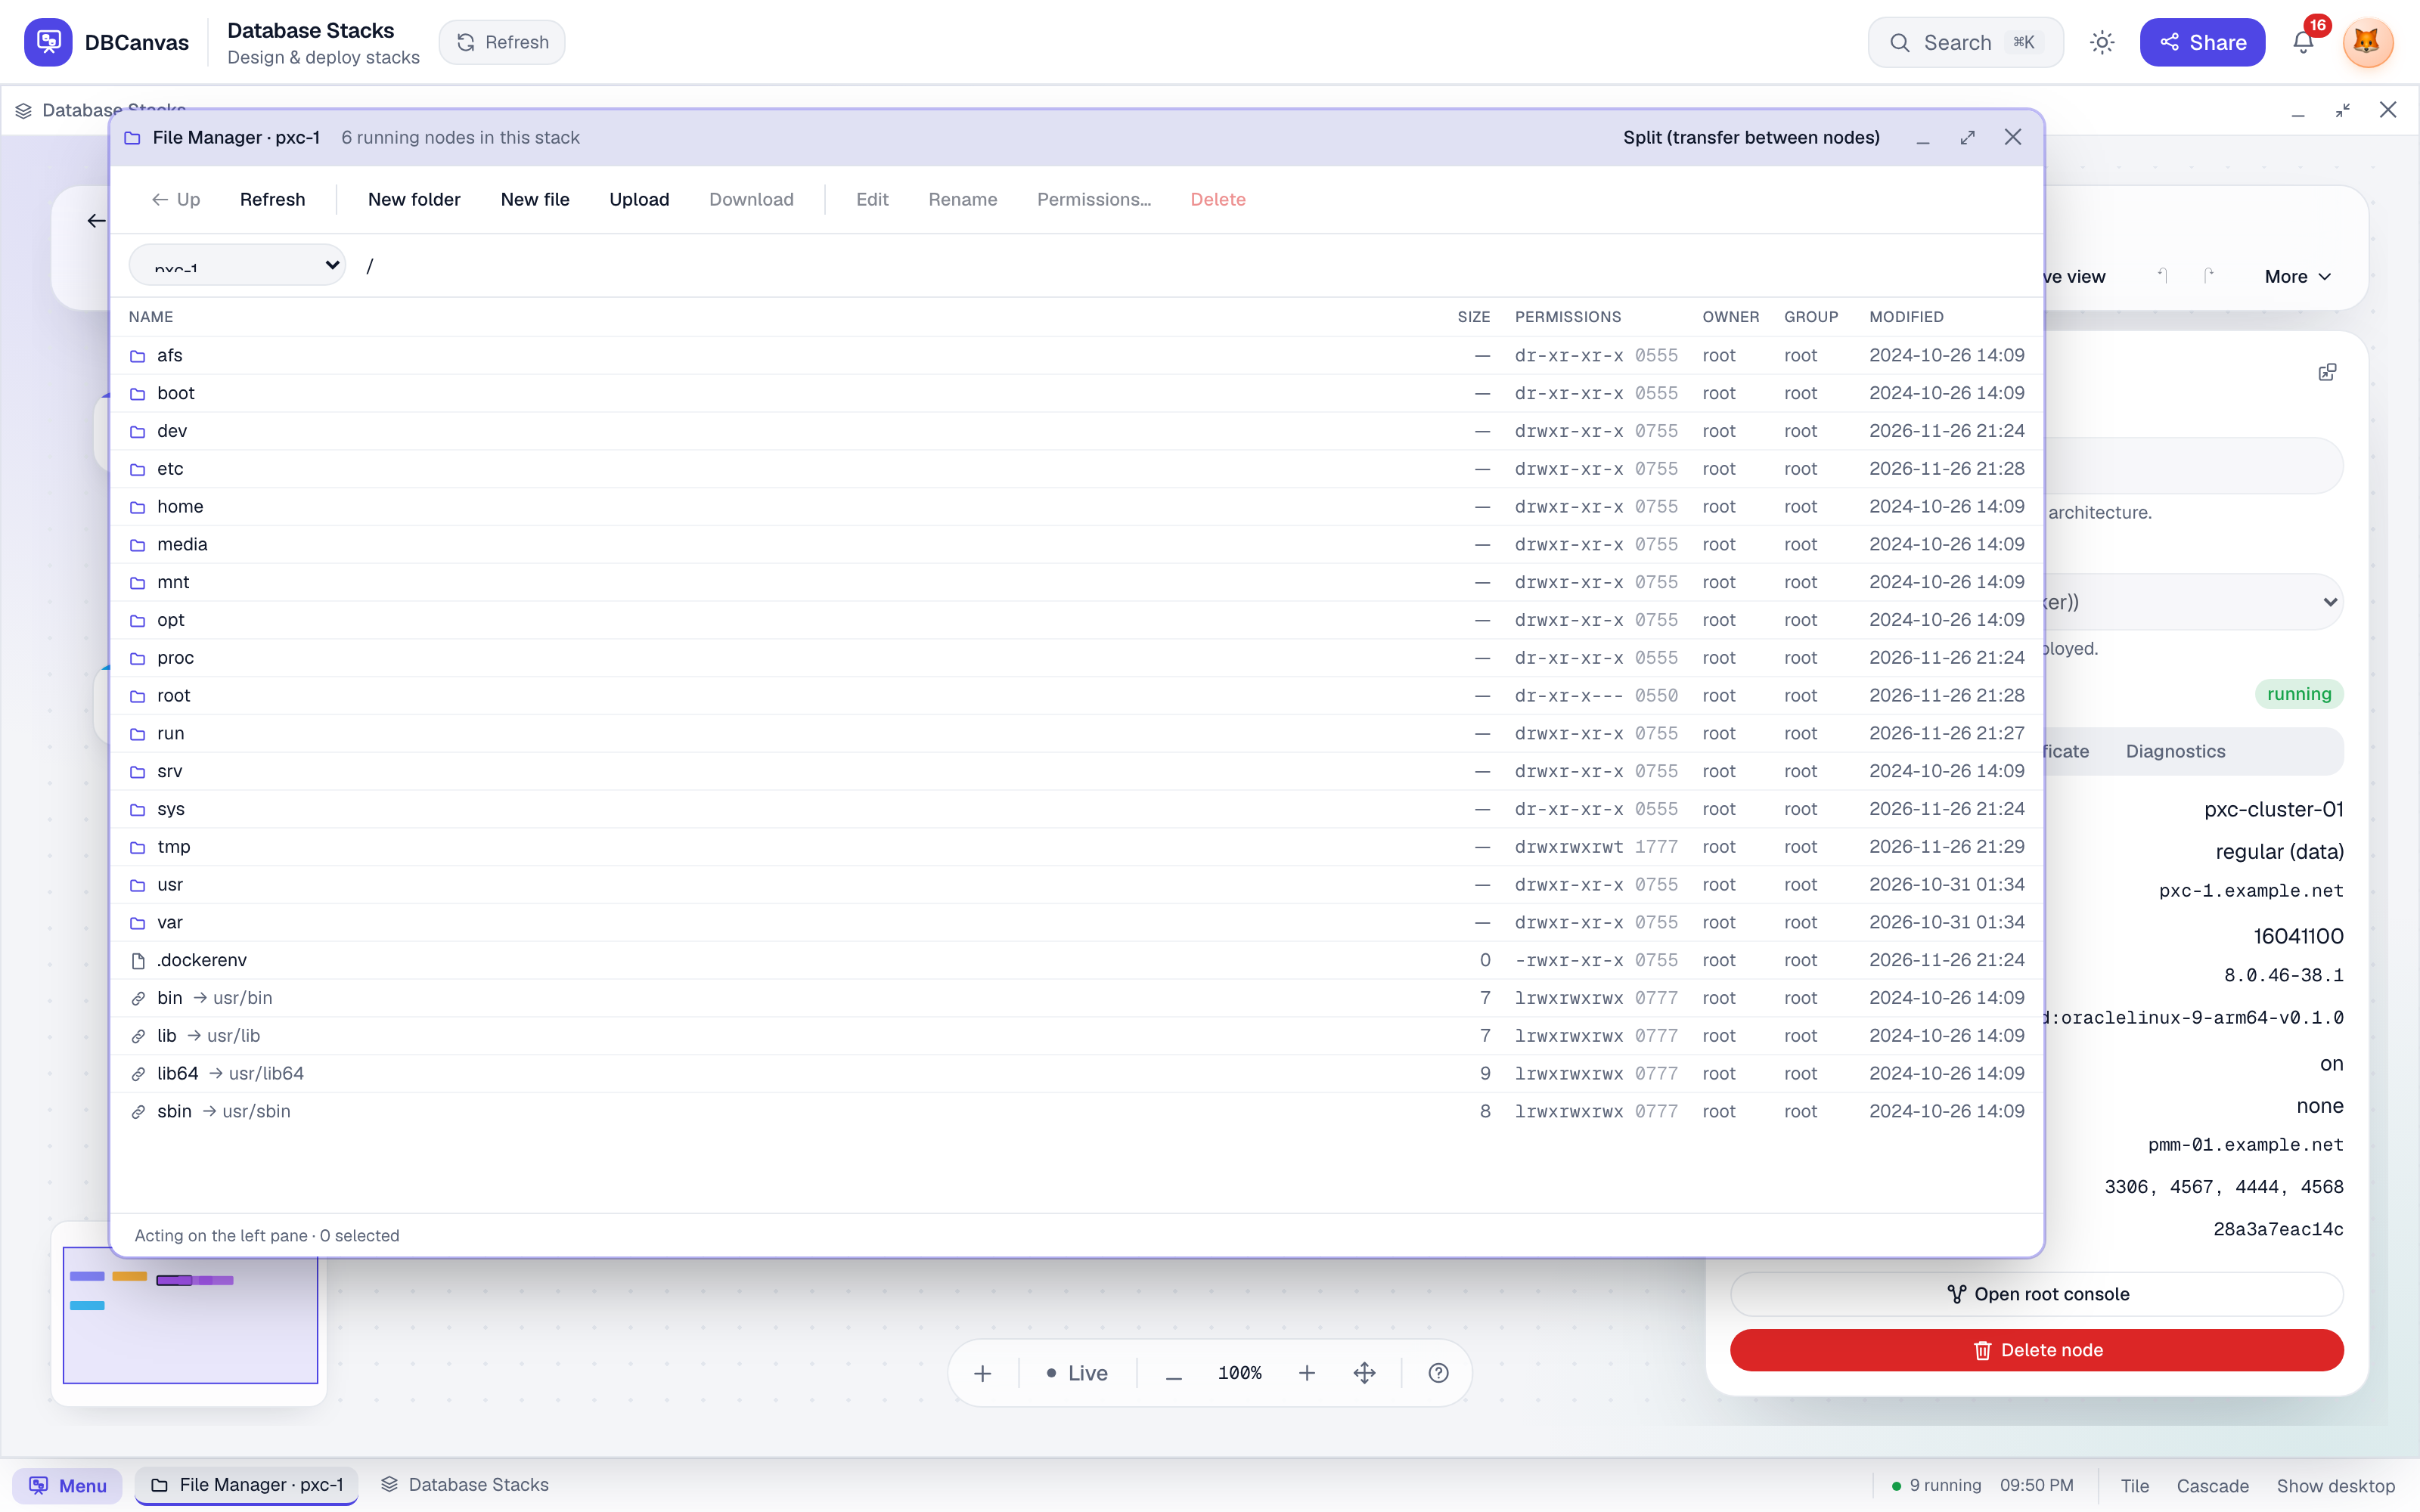 DBCanvas
Database Stacks
Design & deploy stacks
Refresh
Search ⌘K
Share
16
Database Stacks
File Manager · pxc-1 6 running nodes in this stack
Split (transfer between nodes)
← Up Refresh New folder New file Upload Download Edit Rename Permissions... Delete
pxc-1 /
NAME SIZE PERMISSIONS OWNER GROUP MODIFIED
afs — dr-xr-xr-x 0555 root root 2024-10-26 14:09
boot — dr-xr-xr-x 0555 root root 2024-10-26 14:09
dev — drwxr-xr-x 0755 root root 2026-11-26 21:24
etc — drwxr-xr-x 0755 root root 2026-11-26 21:28
home — drwxr-xr-x 0755 root root 2024-10-26 14:09
media — drwxr-xr-x 0755 root root 2024-10-26 14:09
mnt — drwxr-xr-x 0755 root root 2024-10-26 14:09
opt — drwxr-xr-x 0755 root root 2024-10-26 14:09
proc — dr-xr-xr-x 0555 root root 2026-11-26 21:24
root — dr-xr-x--- 0550 root root 2026-11-26 21:28
run — drwxr-xr-x 0755 root root 2026-11-26 21:27
srv — drwxr-xr-x 0755 root root 2024-10-26 14:09
sys — dr-xr-xr-x 0555 root root 2026-11-26 21:24
tmp — drwxrwxrwt 1777 root root 2026-11-26 21:29
usr — drwxr-xr-x 0755 root root 2026-10-31 01:34
var — drwxr-xr-x 0755 root root 2026-10-31 01:34
.dockerenv 0 -rwxr-xr-x 0755 root root 2026-11-26 21:24
bin → usr/bin 7 lrwxrwxrwx 0777 root root 2024-10-26 14:09
lib → usr/lib 7 lrwxrwxrwx 0777 root root 2024-10-26 14:09
lib64 → usr/lib64 9 lrwxrwxrwx 0777 root root 2024-10-26 14:09
sbin → usr/sbin 8 lrwxrwxrwx 0777 root root 2024-10-26 14:09
Acting on the left pane · 0 selected
view
More
architecture.
running
Diagnostics
pxc-cluster-01
regular (data)
pxc-1.example.net
16041100
8.0.46-38.1
:oraclelinux-9-arm64-v0.1.0
on
none
pmm-01.example.net
3306, 4567, 4444, 4568
28a3a7eac14c
Open root console
Delete node
Live 100%
Menu File Manager · pxc-1 Database Stacks
9 running 09:50 PM Tile Cascade Show desktop